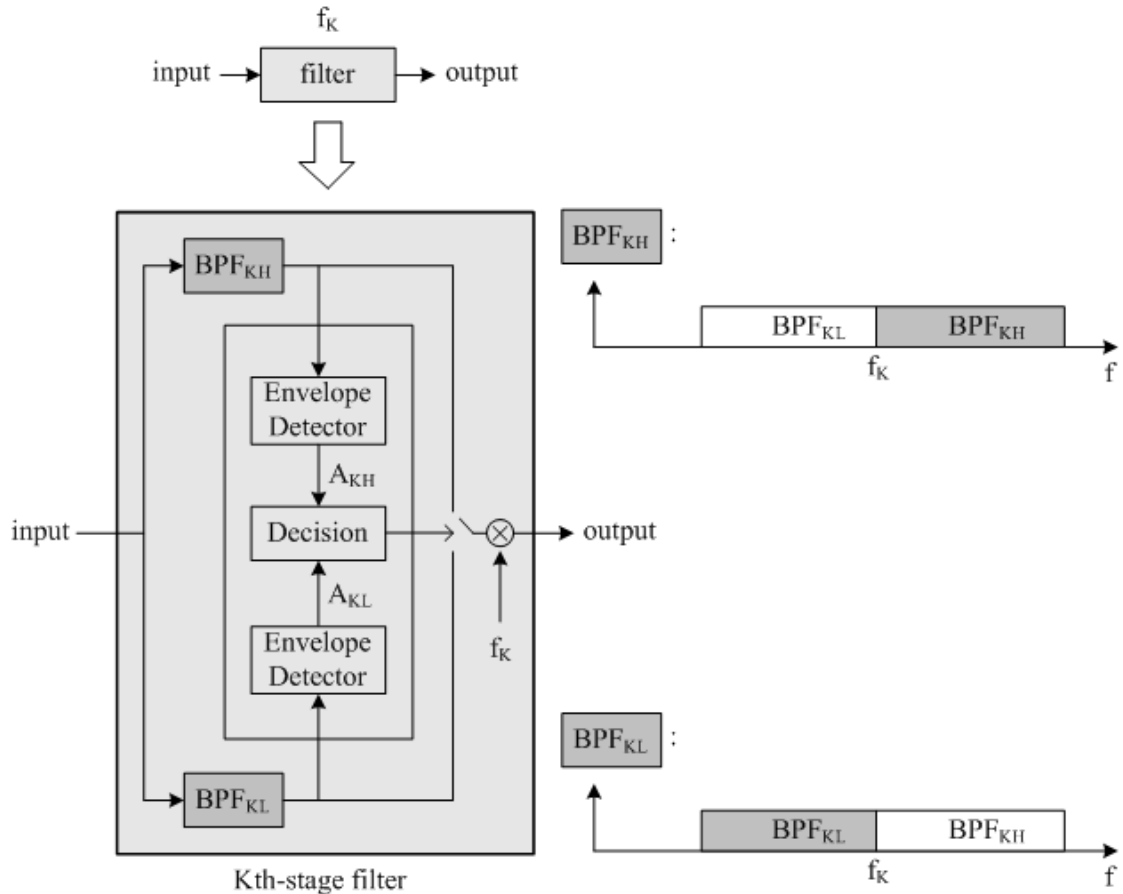 f_K
input
filter
output
BPF_KH
BPF_KH :
Envelope
Detector
BPF_KL
BPF_KH
f_K
f
A_KH
input
Decision
output
A_KL
f_K
Envelope
Detector
BPF_KL
BPF_KL :
BPF_KL
BPF_KH
f_K
f
Kth-stage filter